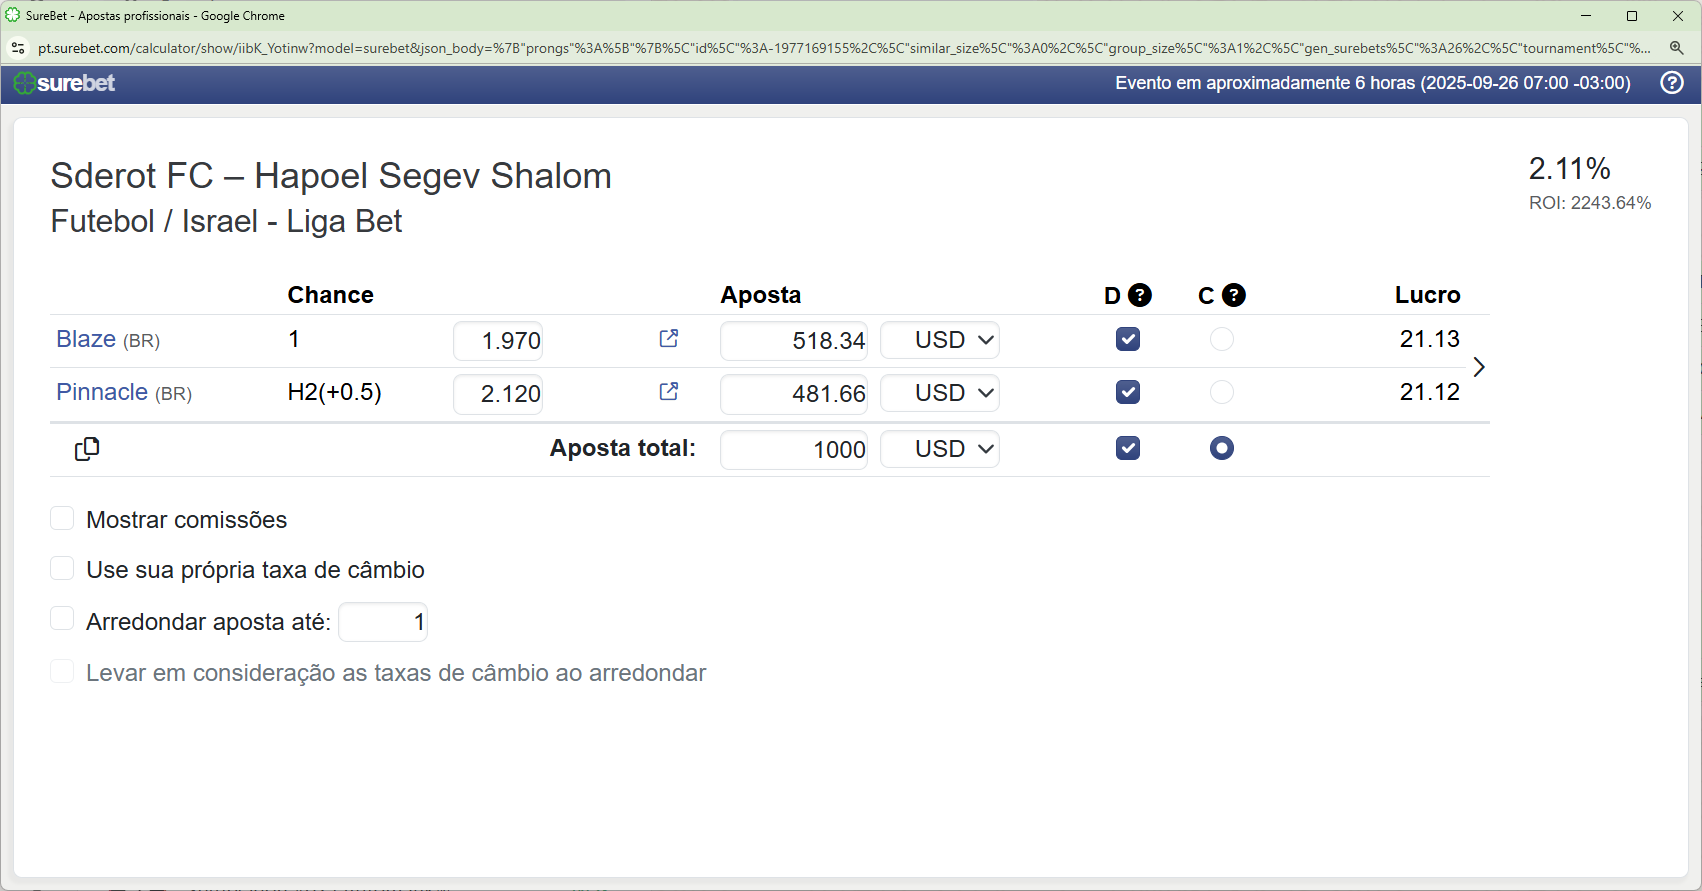 SureBet - Apostas profissionais - Google Chrome
pt.surebet.com/calculator/show/iibK_Yotinw?model=surebet&json_body=%7B"prongs"%3A%5B"%7B%5C"id%5C"%3A-1977169155%2C%5C"similar_size%5C"%3A0%2C%5C"group_size%5C"%3A1%2C%5C"gen_surebets%5C"%3A26%2C%5C"tournament%5C"%...
surebet
Evento em aproximadamente 6 horas (2025-09-26 07:00 -03:00)
Sderot FC – Hapoel Segev Shalom
2.11%
Futebol / Israel - Liga Bet
ROI: 2243.64%
Chance Aposta D ? C ? Lucro
Blaze (BR) 1 1.970 518.34 USD 21.13
Pinnacle (BR) H2(+0.5) 2.120 481.66 USD 21.12
Aposta total: 1000 USD
Mostrar comissões
Use sua própria taxa de câmbio
Arredondar aposta até: 1
Levar em consideração as taxas de câmbio ao arredondar